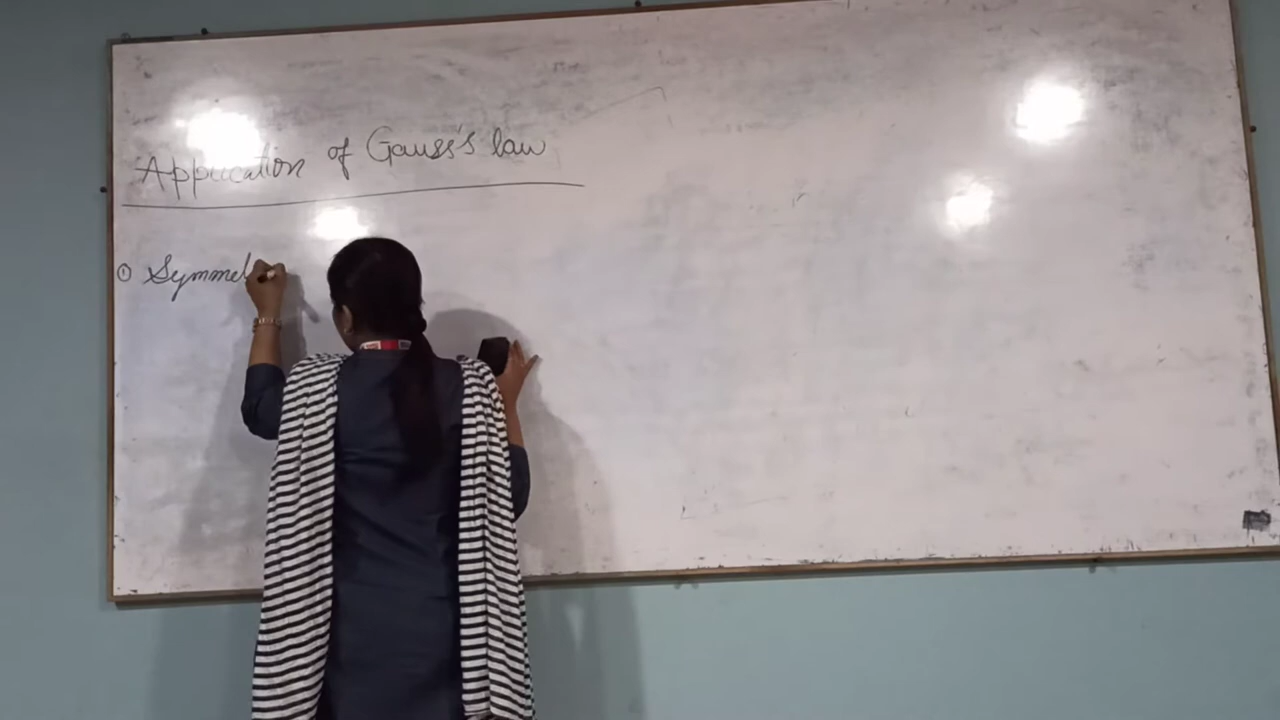 Application of Gauss's law
① Symmet